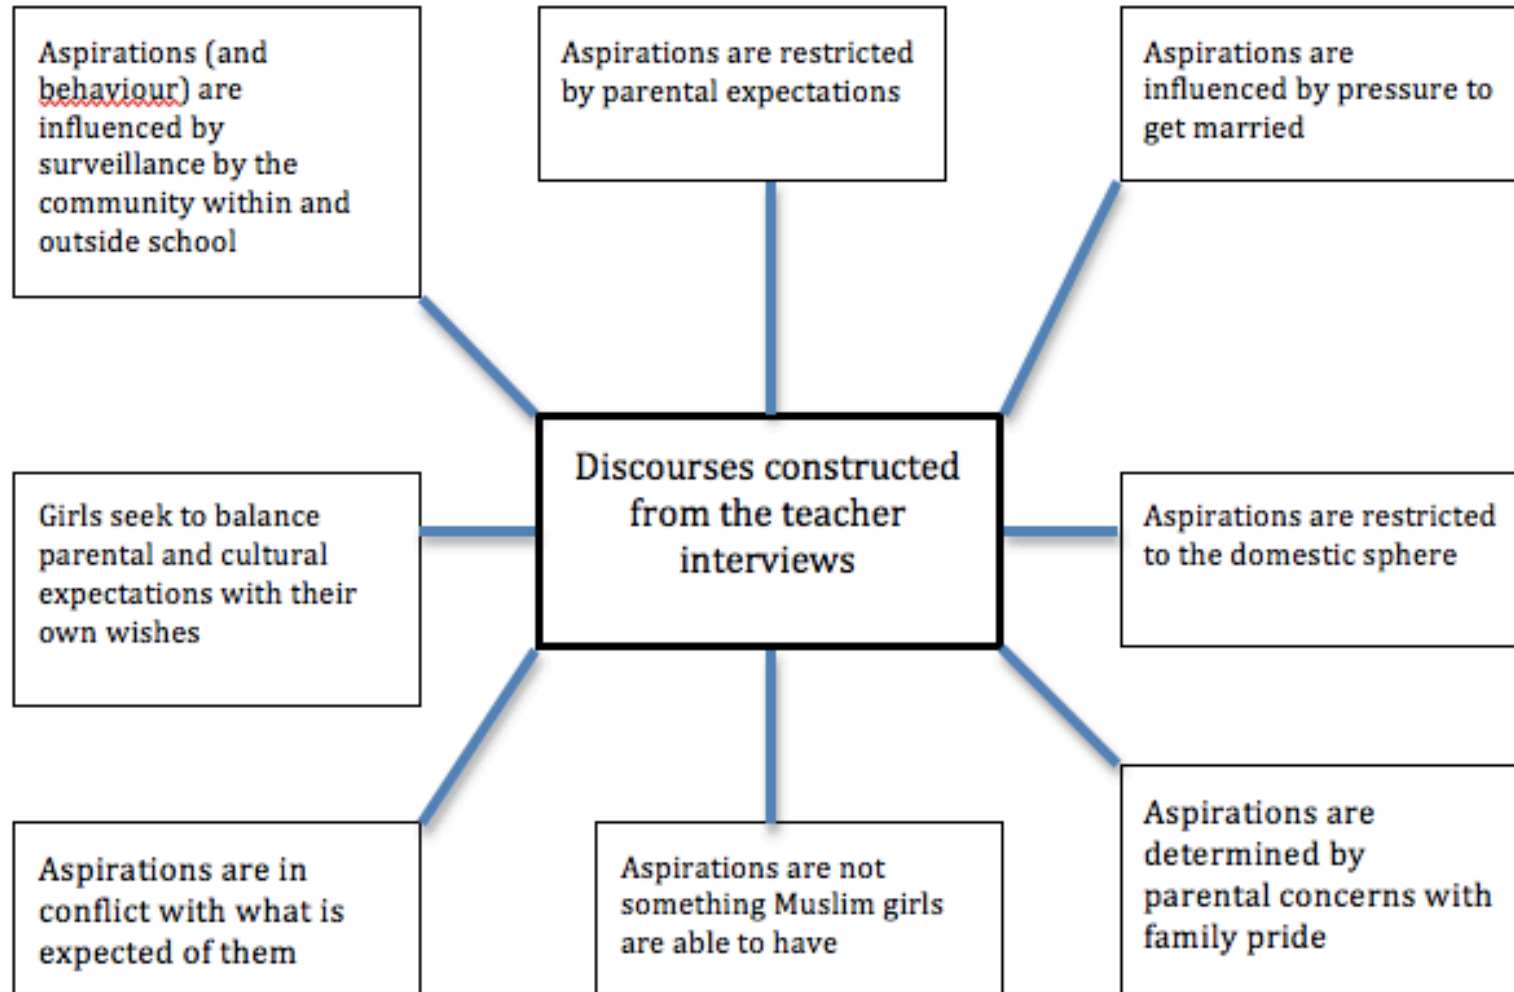 Aspirations (and
behaviour) are
influenced by
surveillance by the
community within and
outside school
Aspirations are restricted
by parental expectations
Aspirations are
influenced by pressure to
get married
Discourses constructed
from the teacher
interviews
Girls seek to balance
parental and cultural
expectations with their
own wishes
Aspirations are restricted
to the domestic sphere
Aspirations are in
conflict with what is
expected of them
Aspirations are not
something Muslim girls
are able to have
Aspirations are
determined by
parental concerns with
family pride